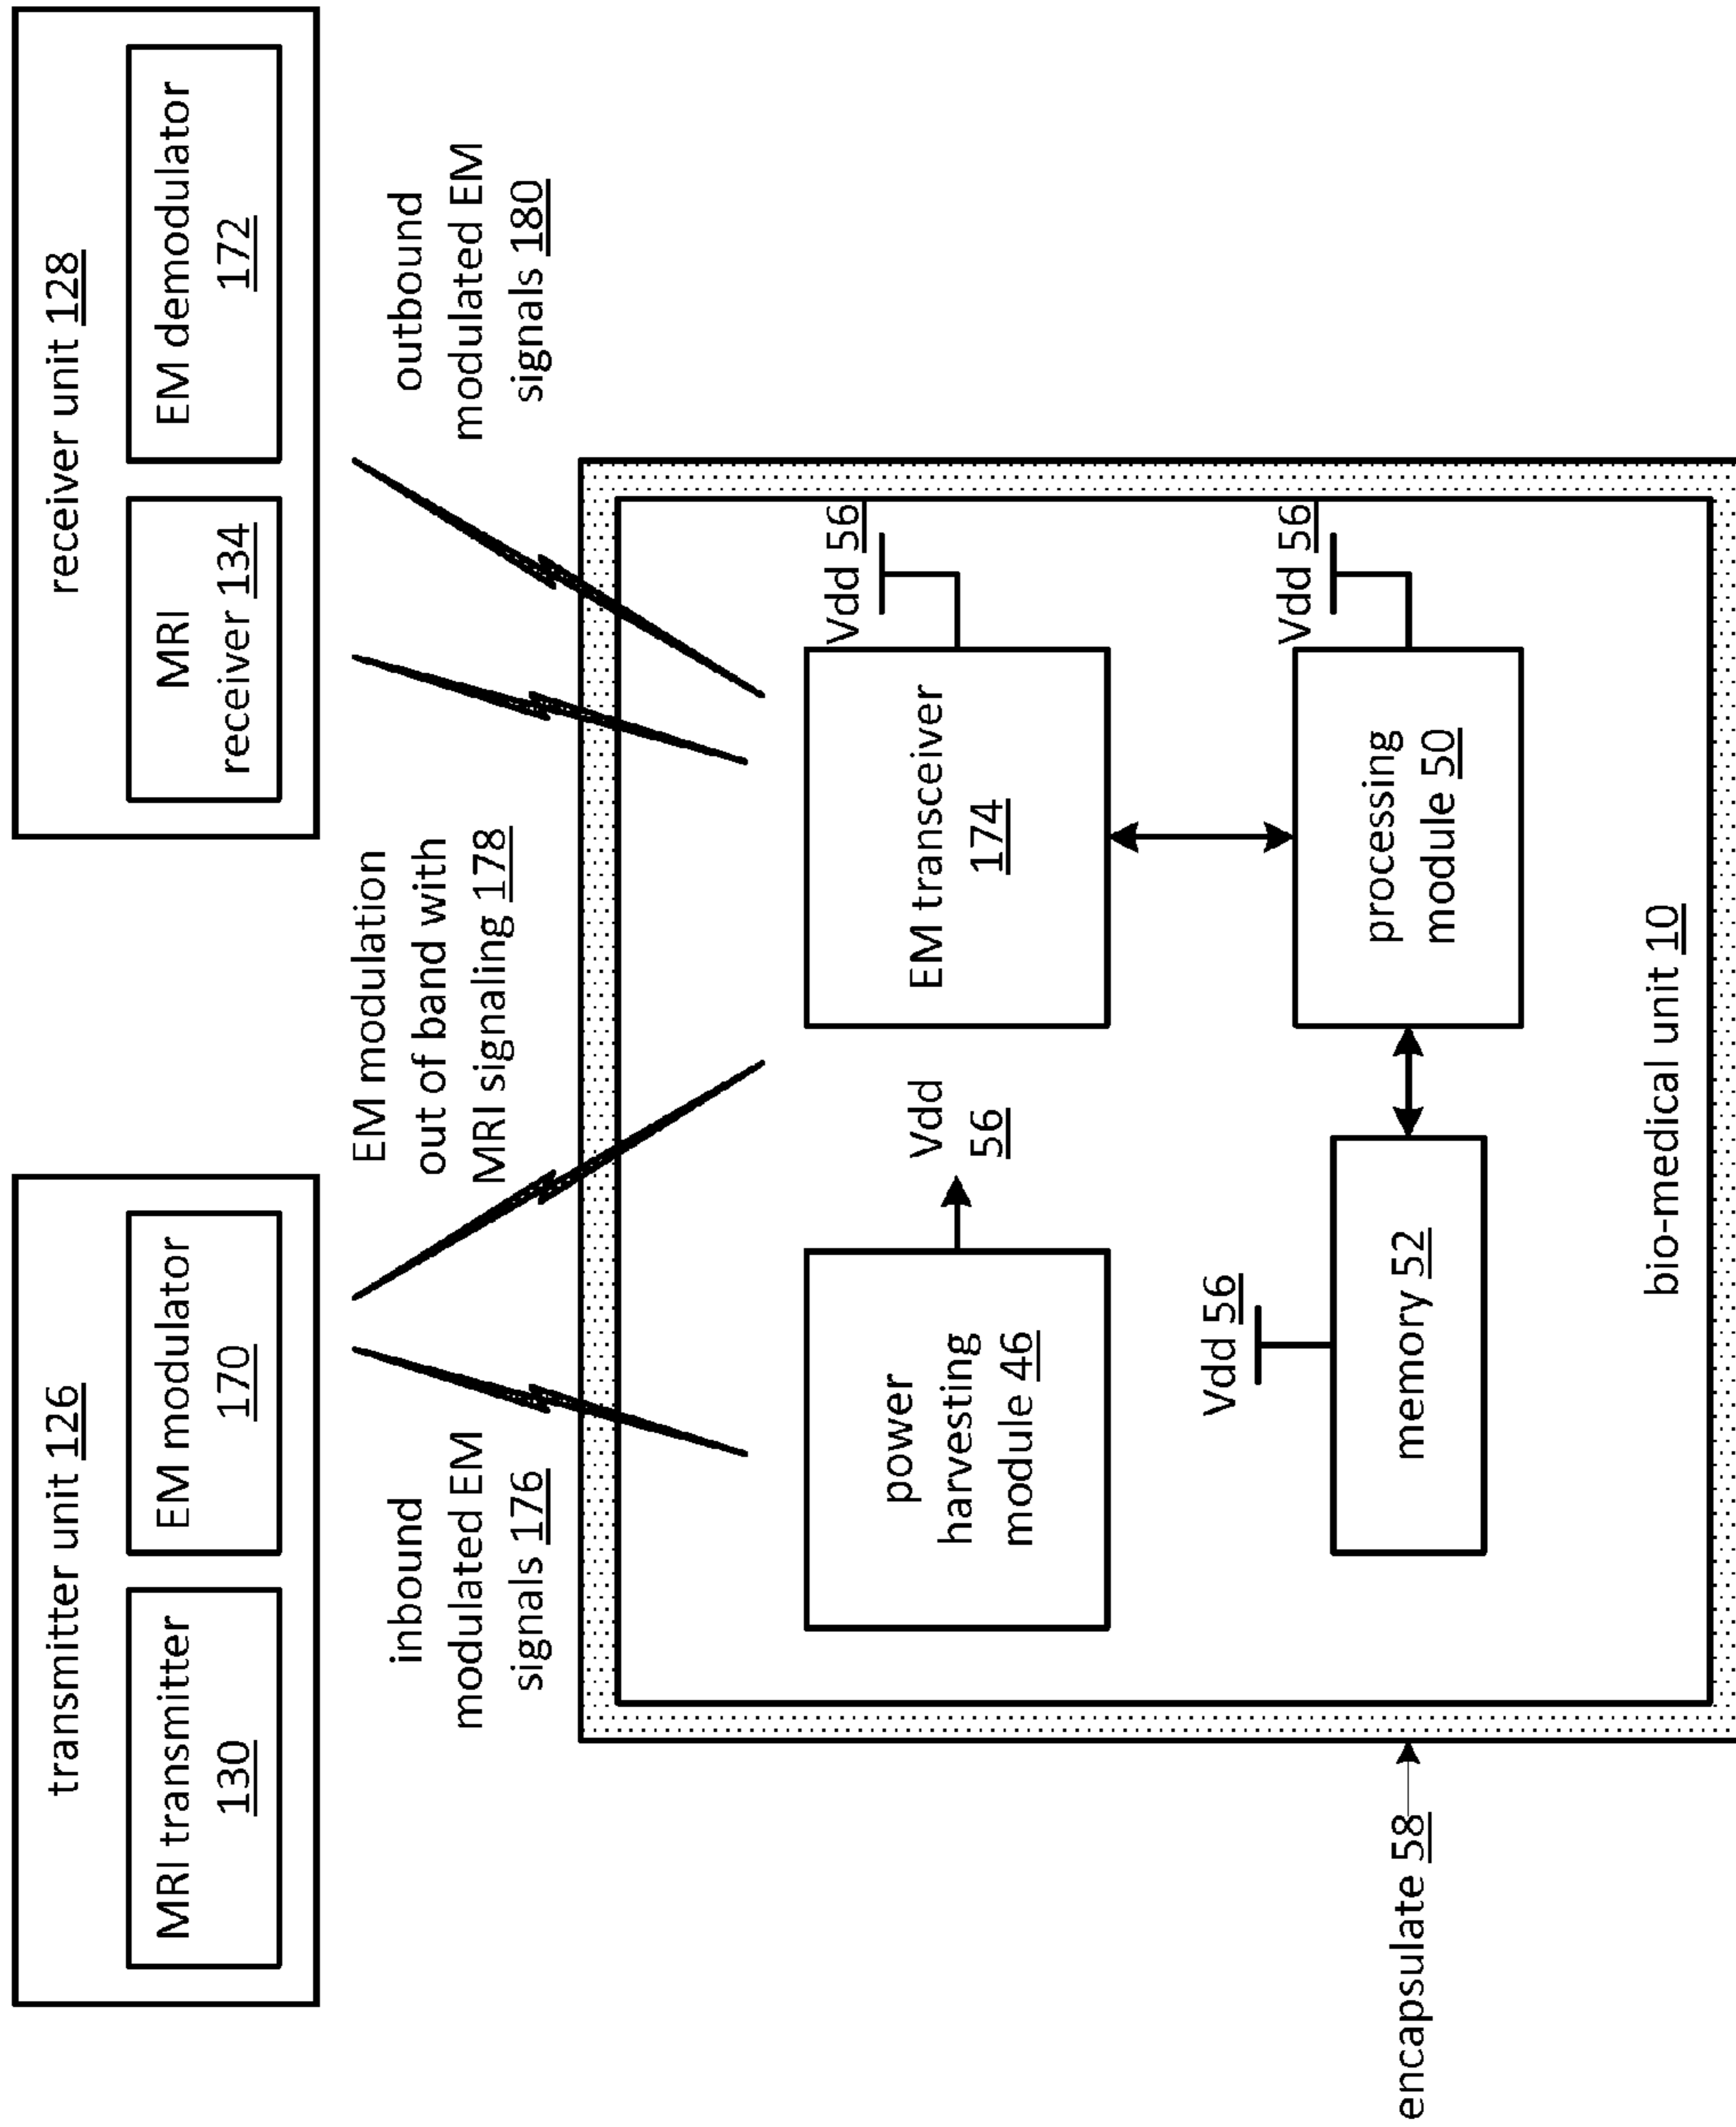 transmitter unit 126
MRI transmitter
130
EM modulator
170
receiver unit 128
MRI
receiver 134
EM demodulator
172
inbound
modulated EM
signals 176
EM modulation
out of band with
MRI signaling 178
outbound
modulated EM
signals 180
power
harvesting
module 46
Vdd
56
EM transceiver
174
Vdd 56
Vdd 56
memory 52
processing
module 50
Vdd 56
bio-medical unit 10
encapsulate 58